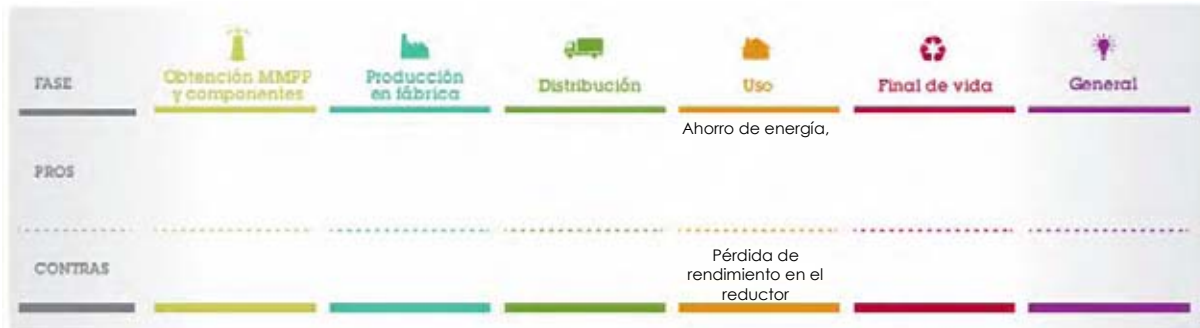 FASE
Obtención MMPP
y componentes
Producción
en fábrica
Distribución
Uso
Final de vida
General
PROS
Ahorro de energía,
CONTRAS
Pérdida de
rendimiento en el
reductor